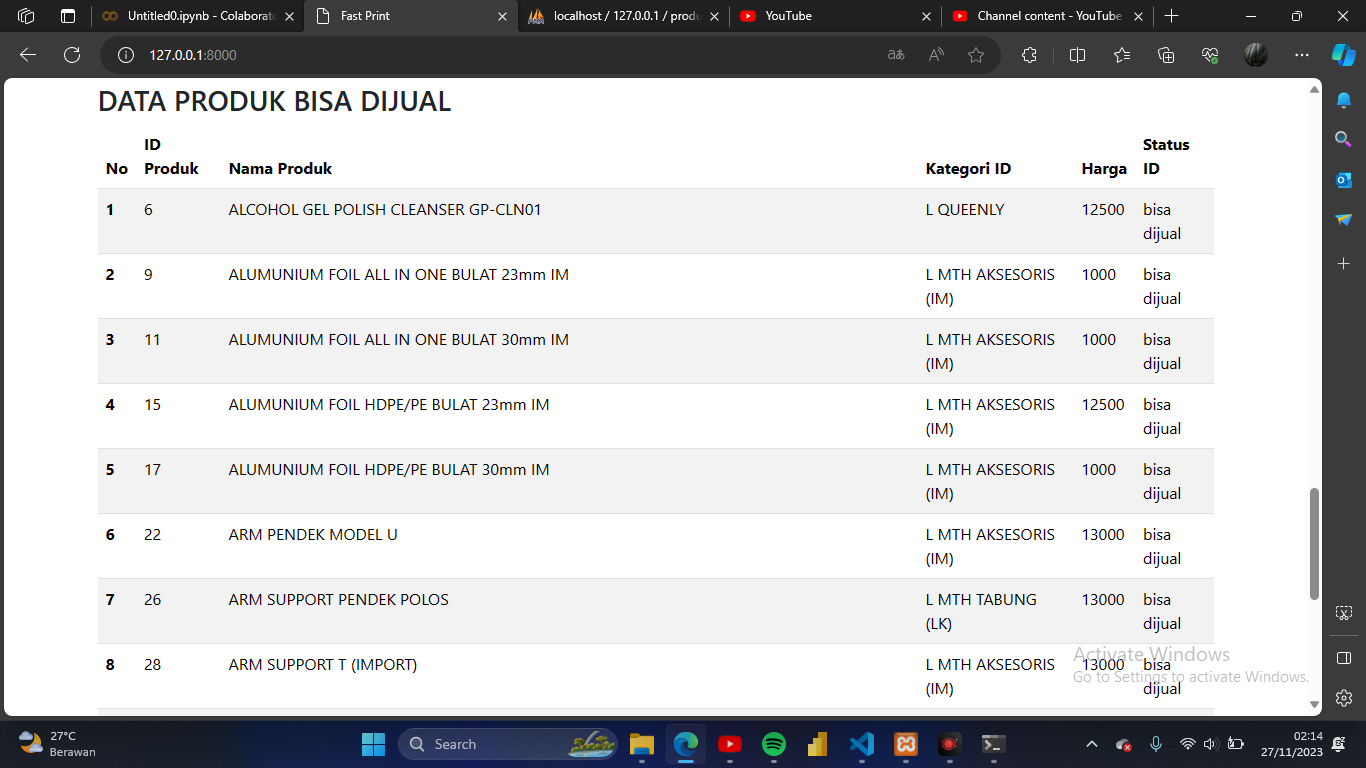 Untitled0.ipynb - Colaborato
Fast Print
localhost / 127.0.0.1 / produ
YouTube
Channel content - YouTube
127.0.0.1:8000
DATA PRODUK BISA DIJUAL
No ID Produk Nama Produk Kategori ID Harga Status ID
1 6 ALCOHOL GEL POLISH CLEANSER GP-CLN01 L QUEENLY 12500 bisa
dijual
2 9 ALUMUNIUM FOIL ALL IN ONE BULAT 23mm IM L MTH AKSESORIS 1000 bisa
(IM) dijual
3 11 ALUMUNIUM FOIL ALL IN ONE BULAT 30mm IM L MTH AKSESORIS 1000 bisa
(IM) dijual
4 15 ALUMUNIUM FOIL HDPE/PE BULAT 23mm IM L MTH AKSESORIS 12500 bisa
(IM) dijual
5 17 ALUMUNIUM FOIL HDPE/PE BULAT 30mm IM L MTH AKSESORIS 1000 bisa
(IM) dijual
6 22 ARM PENDEK MODEL U L MTH AKSESORIS 13000 bisa
(IM) dijual
7 26 ARM SUPPORT PENDEK POLOS L MTH TABUNG 13000 bisa
(LK) dijual
8 28 ARM SUPPORT T (IMPORT) L MTH AKSESORIS 13000 bisa
(IM) dijual
Activate Windows
Go to Settings to activate Windows.
27°C
Berawan
Search
02:14
27/11/2023